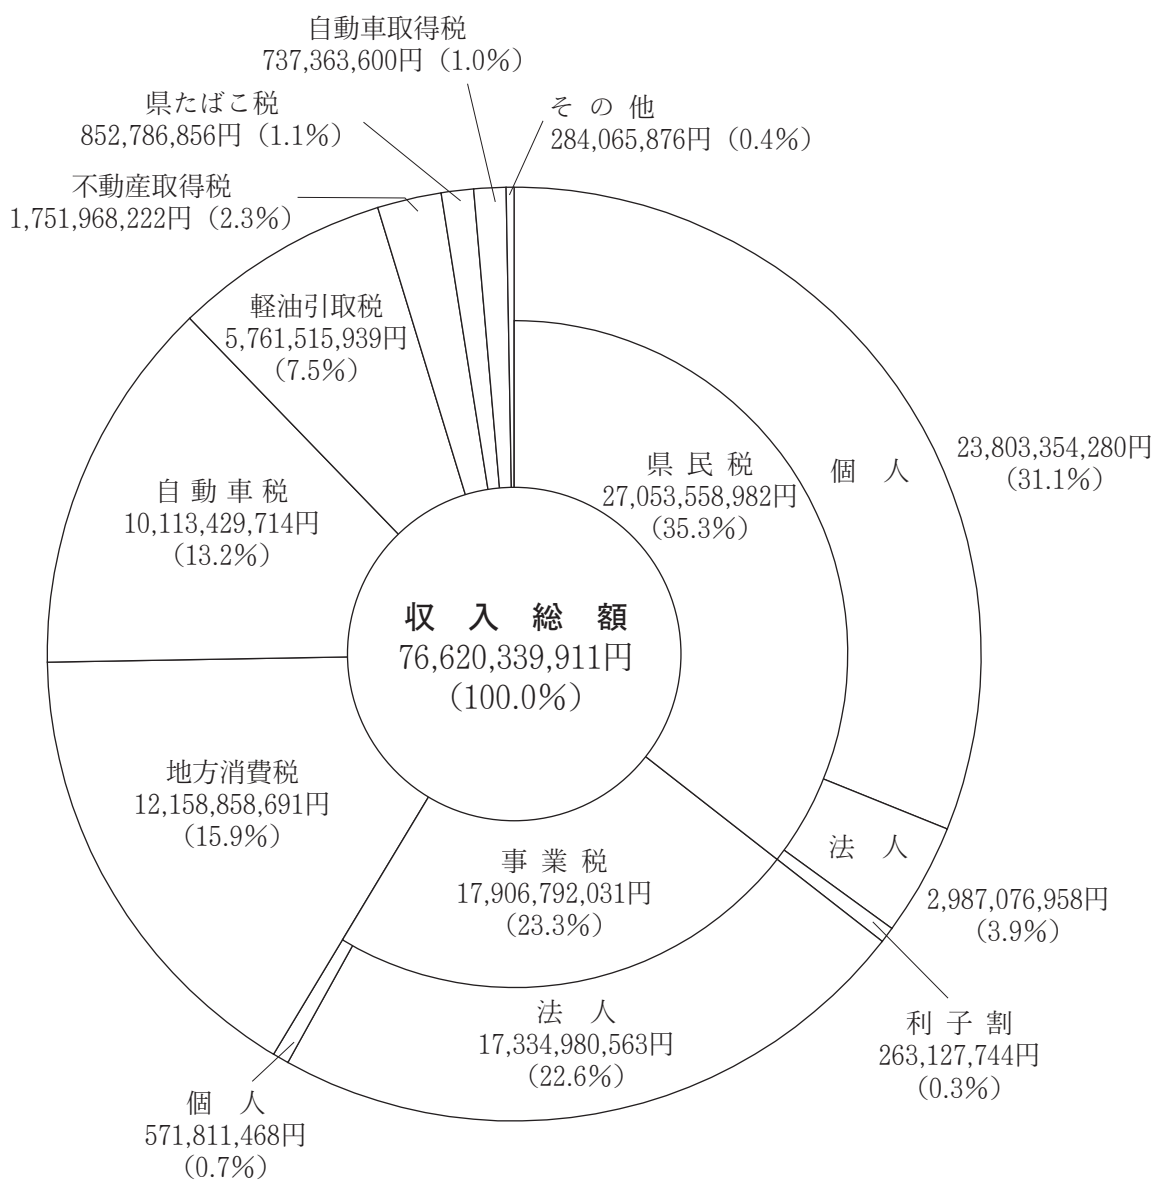 自動車取得税
737,363,600円（1.0%）
県たばこ税
852,786,856円（1.1%）
その他
284,065,876円（0.4%）
不動産取得税
1,751,968,222円（2.3%）
軽油引取税
5,761,515,939円
（7.5%）
県民税
27,053,558,982円
（35.3%）
個人
23,803,354,280円
（31.1%）
自動車税
10,113,429,714円
（13.2%）
収入総額
76,620,339,911円
（100.0%）
地方消費税
12,158,858,691円
（15.9%）
事業税
17,906,792,031円
（23.3%）
法人
2,987,076,958円
（3.9%）
法人
17,334,980,563円
（22.6%）
利子割
263,127,744円
（0.3%）
個人
571,811,468円
（0.7%）